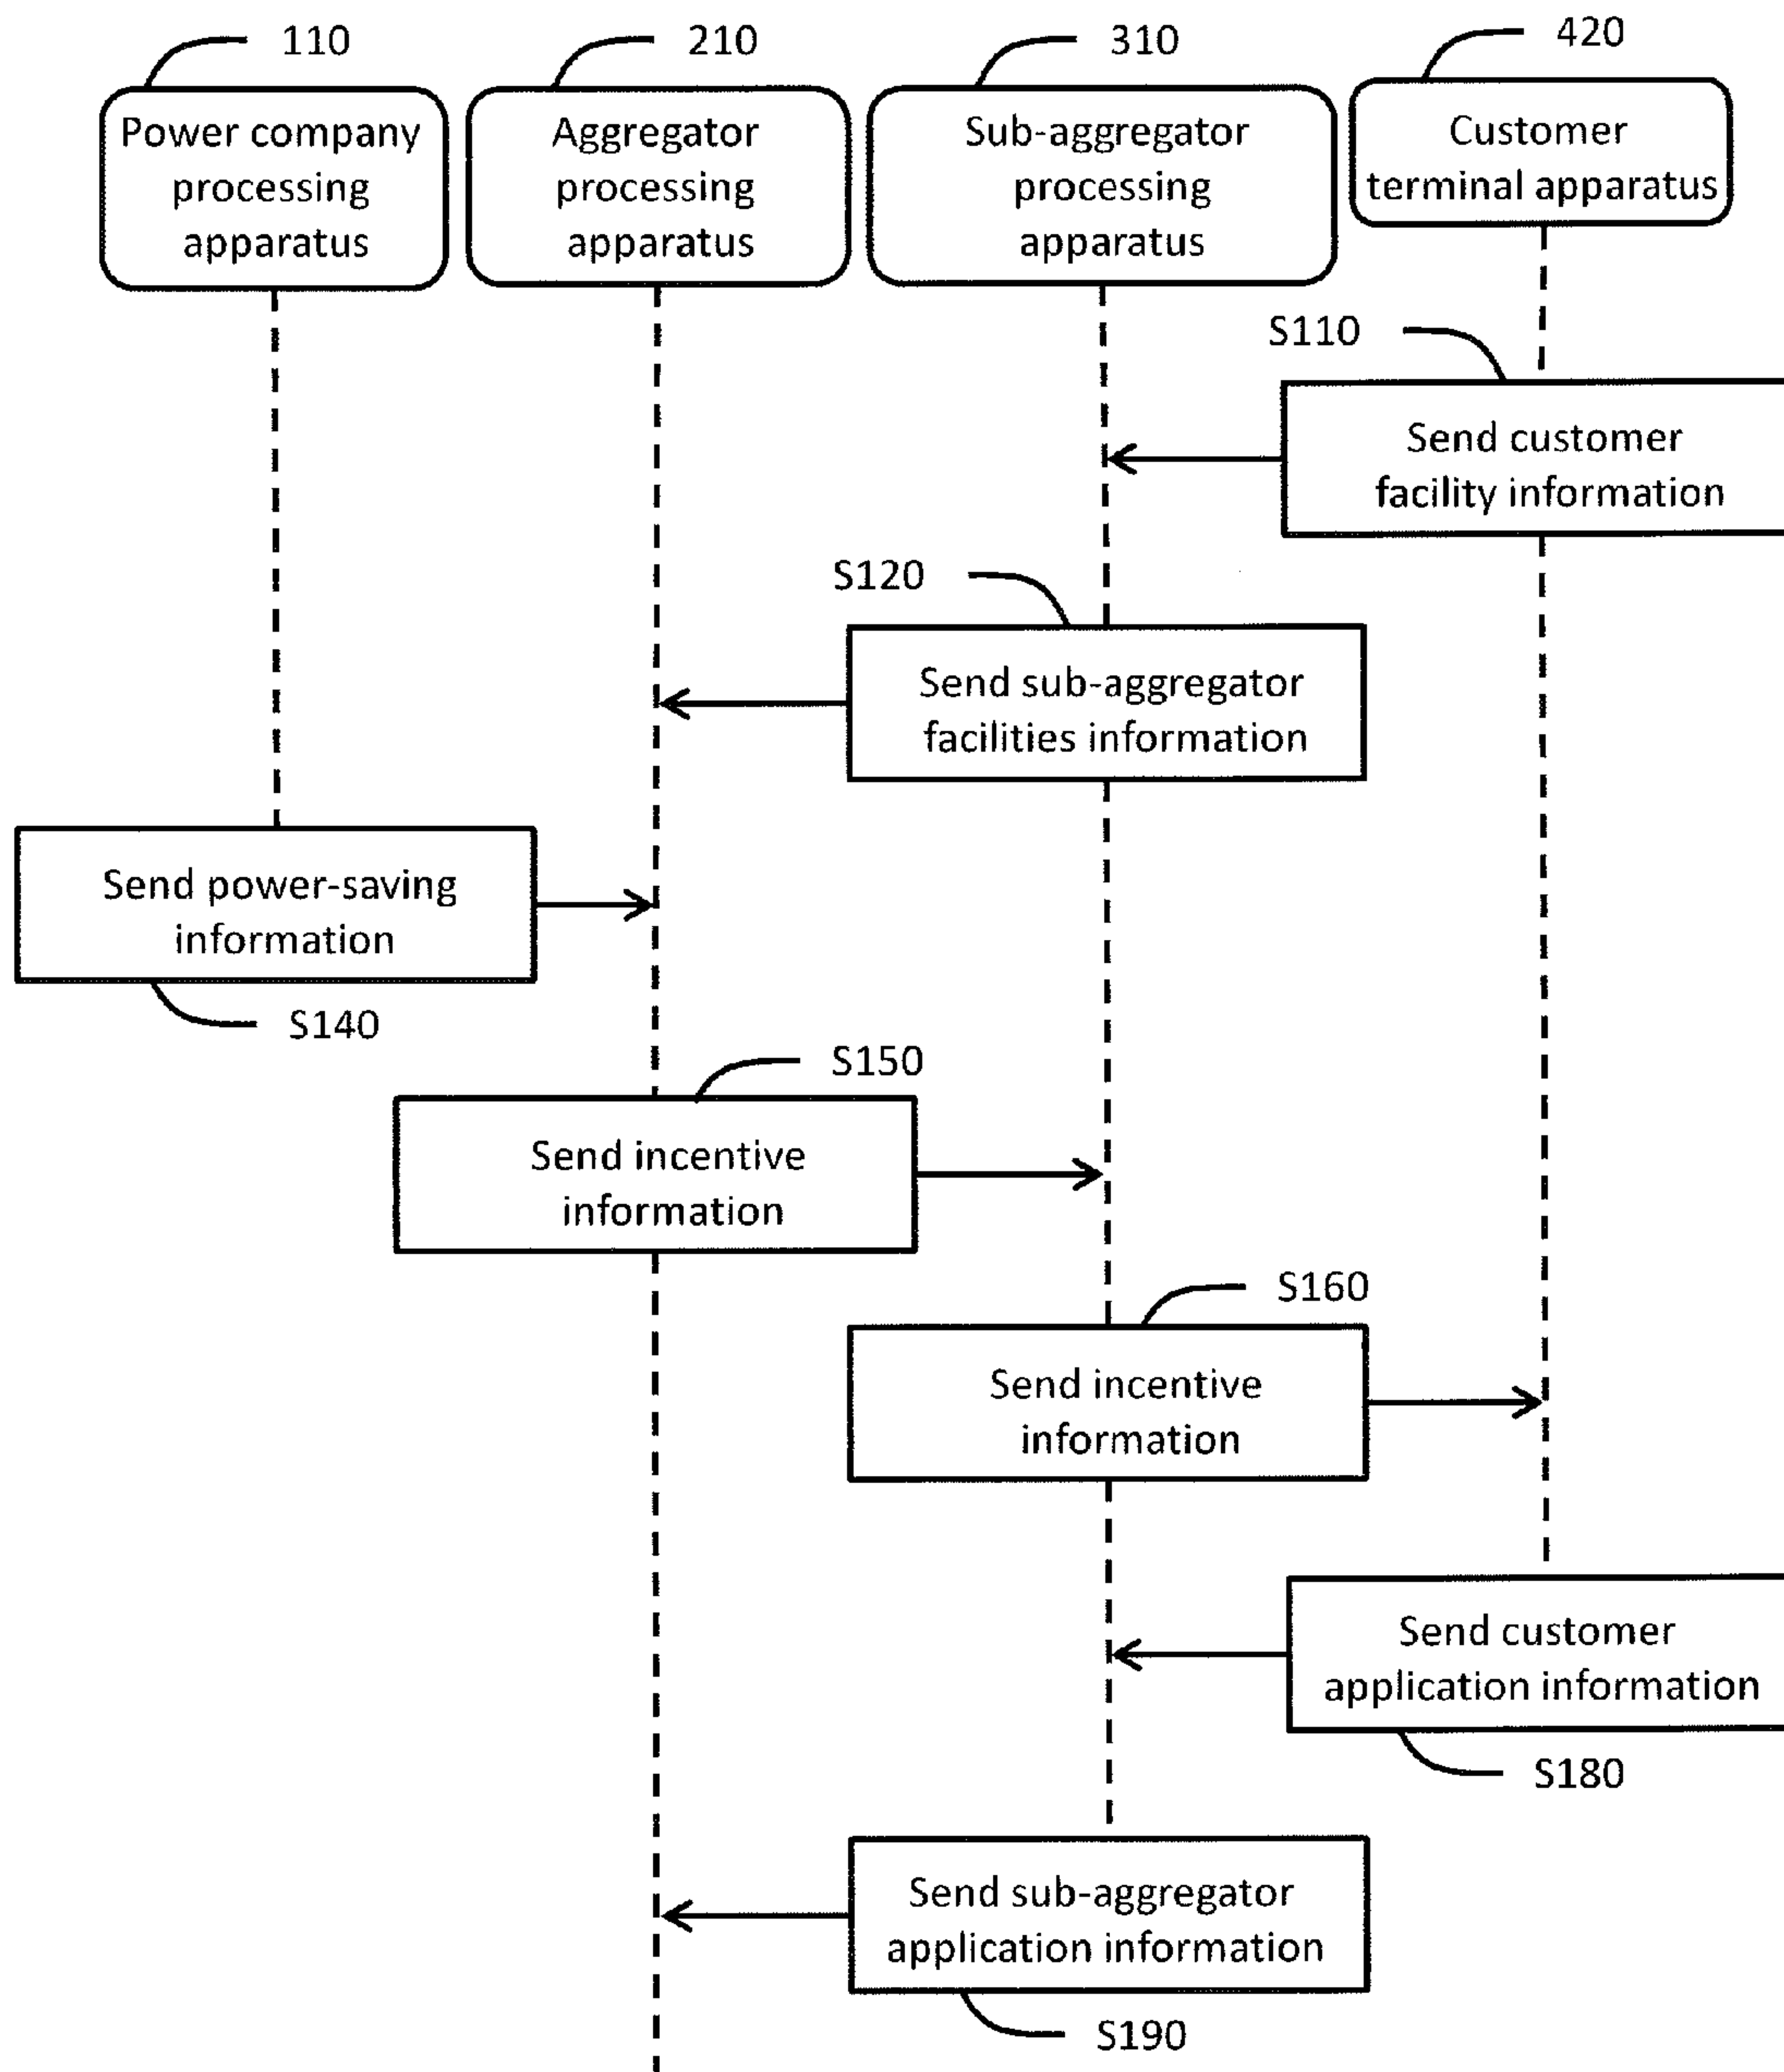 110
210
310
420
Power company
processing
apparatus
Aggregator
processing
apparatus
Sub-aggregator
processing
apparatus
Customer
terminal apparatus
S110
Send customer
facility information
S120
Send sub-aggregator
facilities information
Send power-saving
information
S140
S150
Send incentive
information
S160
Send incentive
information
Send customer
application information
S180
Send sub-aggregator
application information
S190